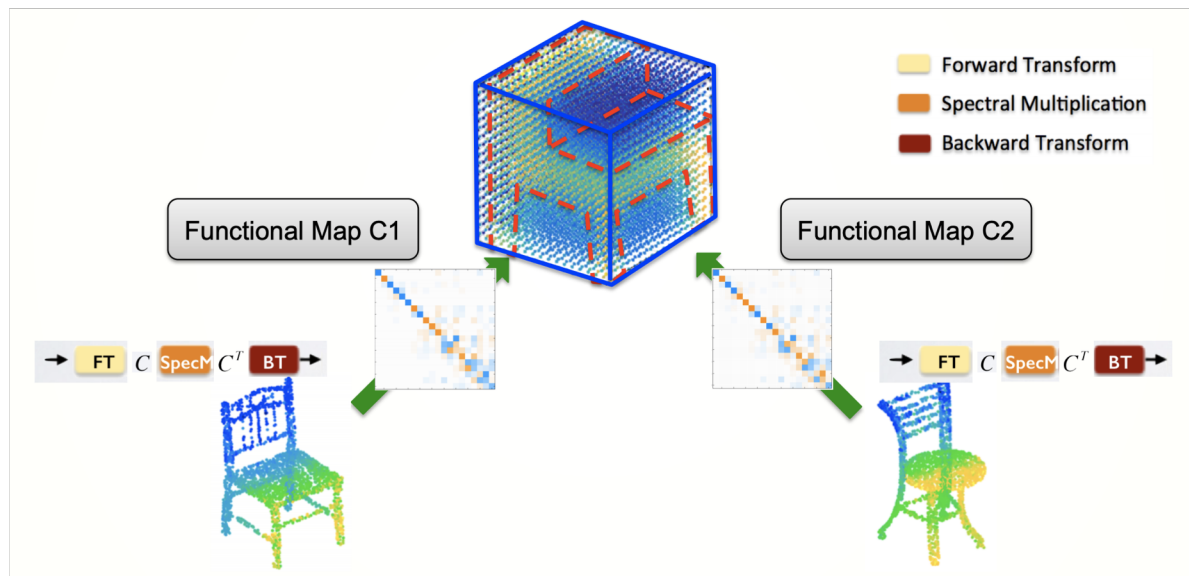 Forward Transform
Spectral Multiplication
Backward Transform
Functional Map C1
Functional Map C2
FT C SpecM C^T BT
FT C SpecM C^T BT